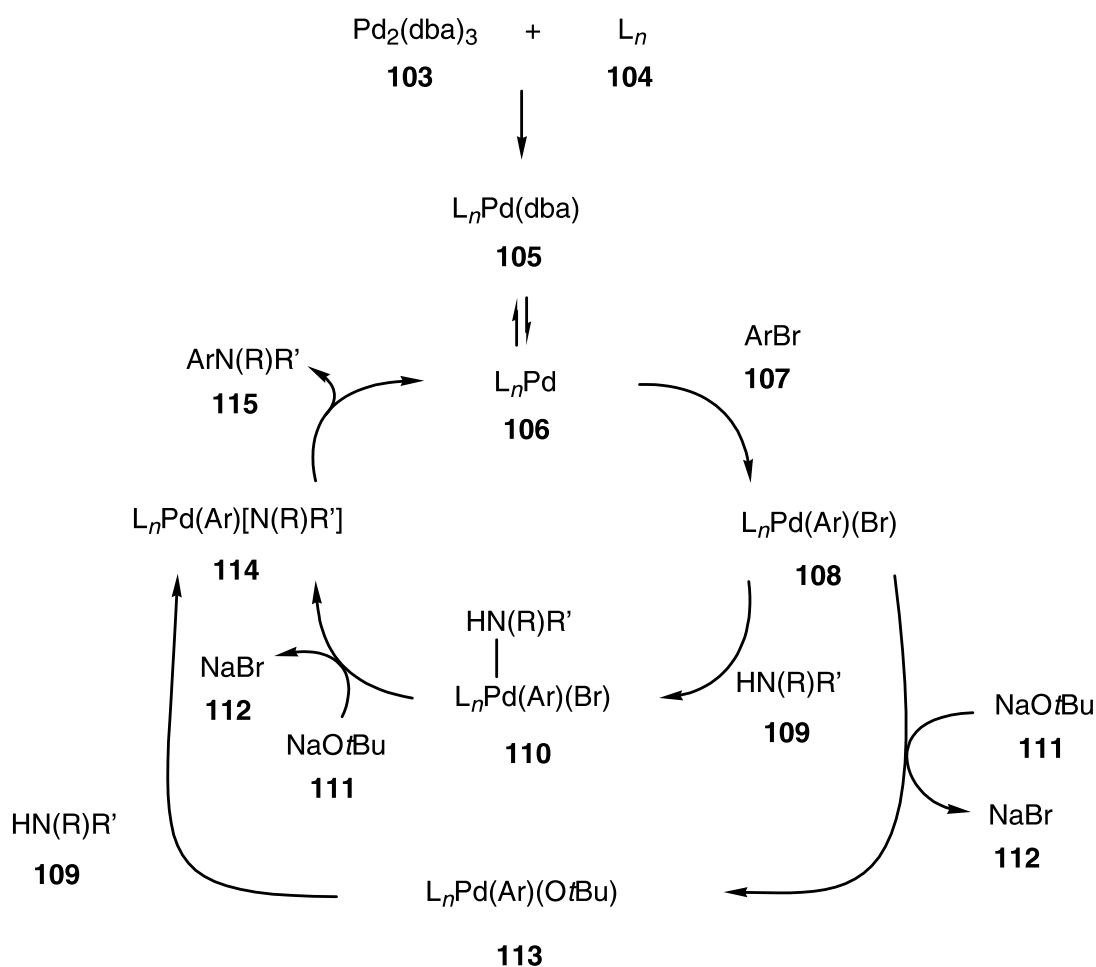 Pd2(dba)3 + Ln
103 104
LnPd(dba)
105
ArBr
107
ArN(R)R’
115
LnPd
106
LnPd(Ar)[N(R)R’]
114
LnPd(Ar)(Br)
108
HN(R)R’
LnPd(Ar)(Br)
110
NaBr
112
HN(R)R’
109
NaOtBu
111
NaOtBu
111
NaBr
112
HN(R)R’
109
LnPd(Ar)(OtBu)
113